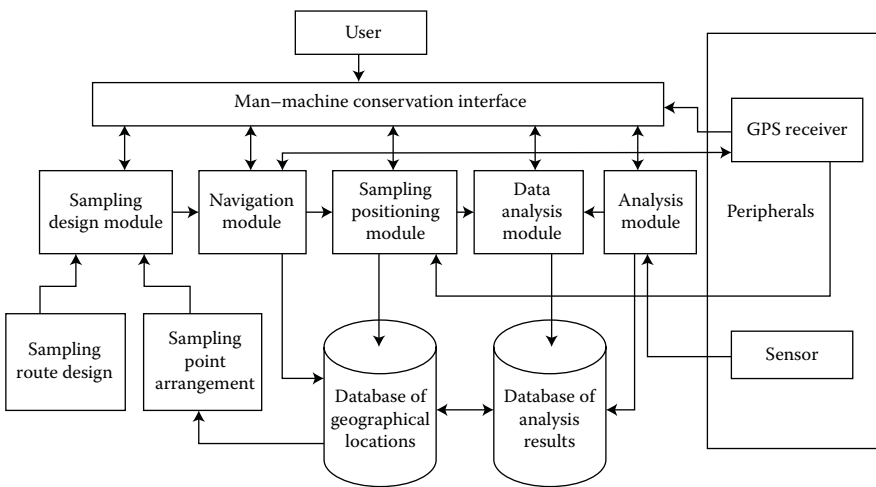 User
Man–machine conservation interface
GPS receiver
Sampling
design module
Navigation
module
Sampling
positioning
module
Data
analysis
module
Analysis
module
Peripherals
Sampling
route design
Sampling
point
arrangement
Database of
geographical
locations
Database of
analysis
results
Sensor